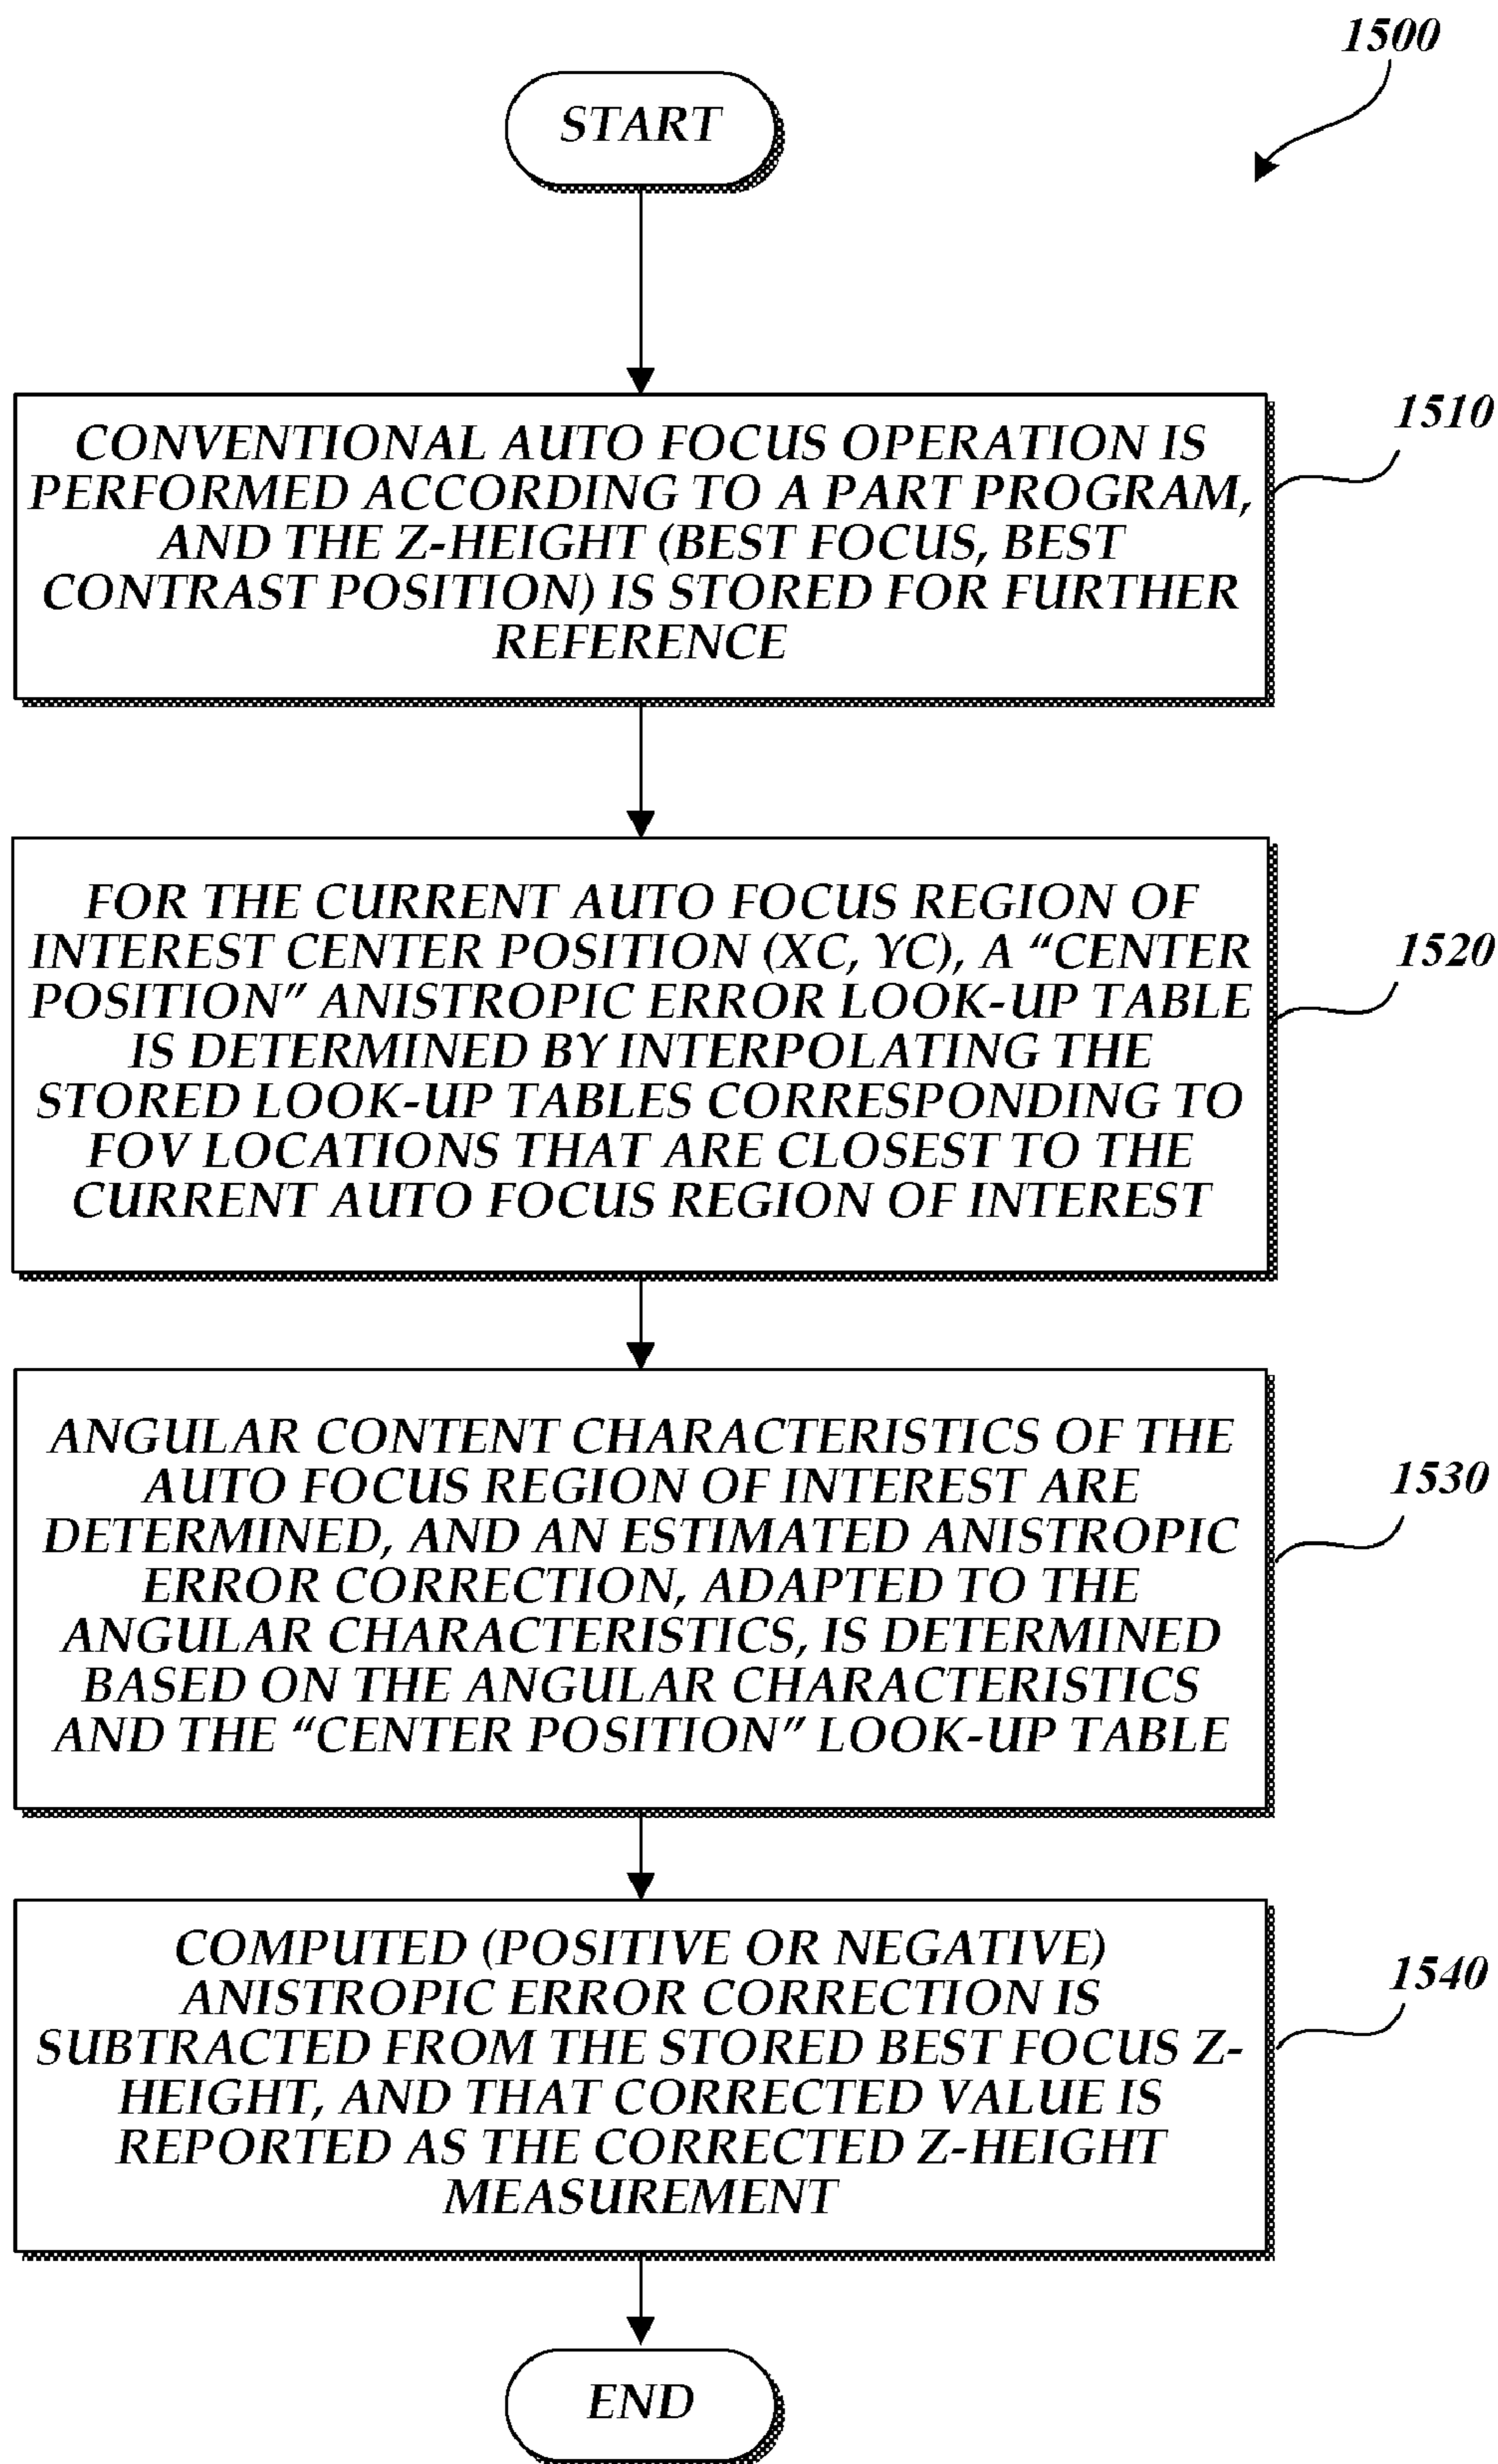 1500
START
1510
CONVENTIONAL AUTO FOCUS OPERATION IS
PERFORMED ACCORDING TO A PART PROGRAM,
AND THE Z-HEIGHT (BEST FOCUS, BEST
CONTRAST POSITION) IS STORED FOR FURTHER
REFERENCE
1520
FOR THE CURRENT AUTO FOCUS REGION OF
INTEREST CENTER POSITION (XC, YC), A “CENTER
POSITION” ANISTROPIC ERROR LOOK-UP TABLE
IS DETERMINED BY INTERPOLATING THE
STORED LOOK-UP TABLES CORRESPONDING TO
FOV LOCATIONS THAT ARE CLOSEST TO THE
CURRENT AUTO FOCUS REGION OF INTEREST
1530
ANGULAR CONTENT CHARACTERISTICS OF THE
AUTO FOCUS REGION OF INTEREST ARE
DETERMINED, AND AN ESTIMATED ANISTROPIC
ERROR CORRECTION, ADAPTED TO THE
ANGULAR CHARACTERISTICS, IS DETERMINED
BASED ON THE ANGULAR CHARACTERISTICS
AND THE “CENTER POSITION” LOOK-UP TABLE
1540
COMPUTED (POSITIVE OR NEGATIVE)
ANISTROPIC ERROR CORRECTION IS
SUBTRACTED FROM THE STORED BEST FOCUS Z-
HEIGHT, AND THAT CORRECTED VALUE IS
REPORTED AS THE CORRECTED Z-HEIGHT
MEASUREMENT
END